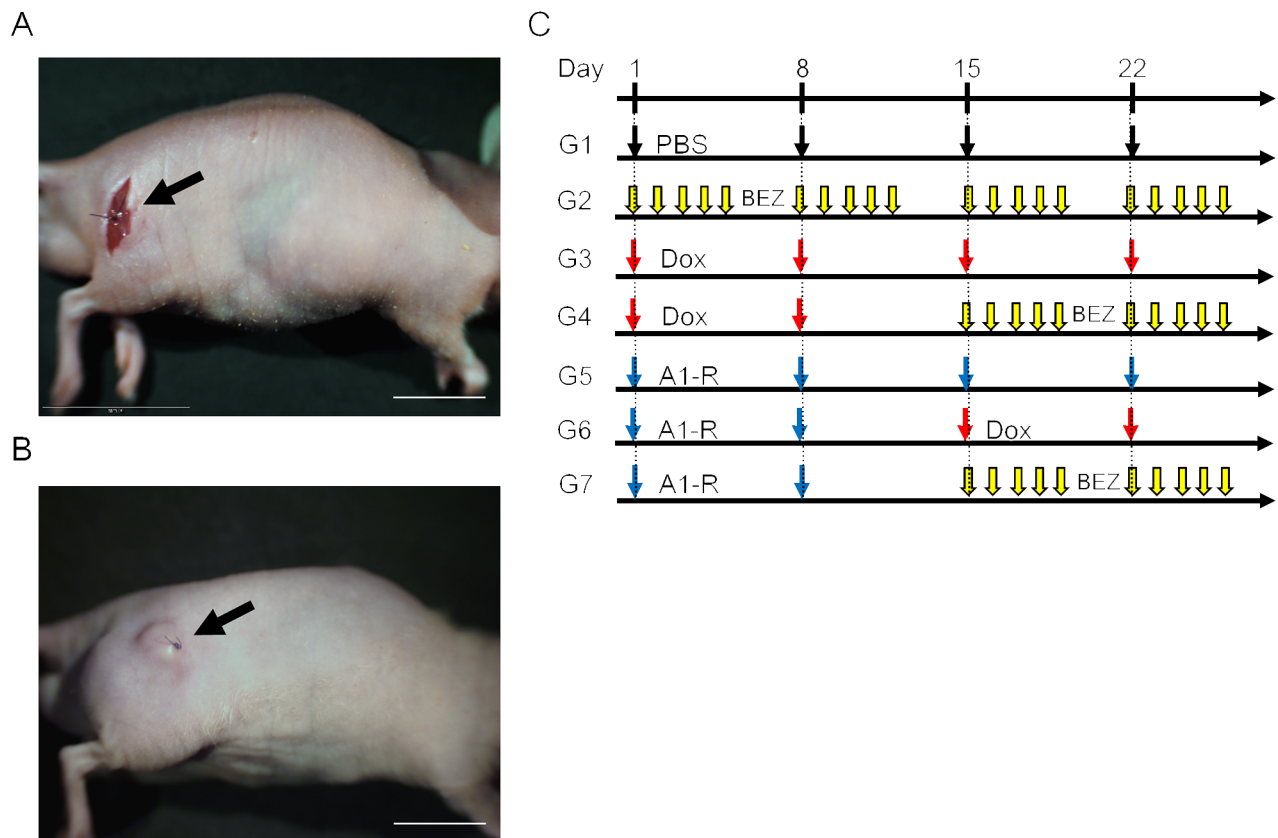 A
B
C
Day 1 8 15 22
G1 PBS
G2 BEZ
G3 Dox
G4 Dox BEZ
G5 A1-R
G6 A1-R Dox
G7 A1-R BEZ